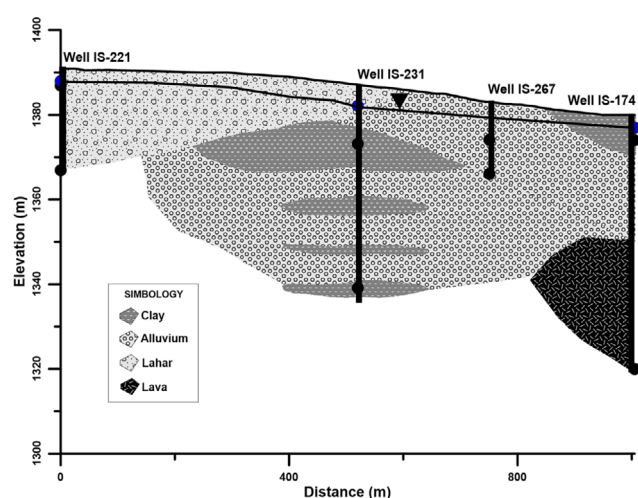 1400
Well IS-221
Well IS-231
Well IS-267
Well IS-174
1380
1360
Elevation (m)
1340
SIMBOLOGY
Clay
Alluvium
Lahar
Lava
1320
1300
0
400
800
Distance (m)